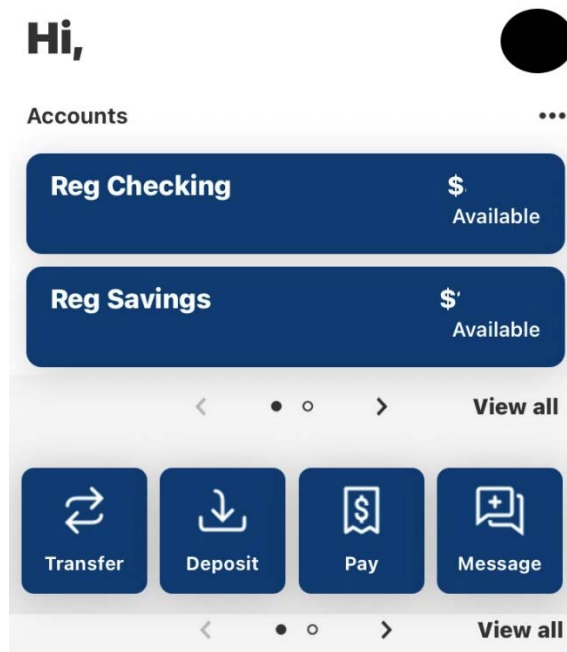 Hi,
Accounts
Reg Checking $
Available
Reg Savings $
Available
View all
Transfer Deposit Pay Message
View all